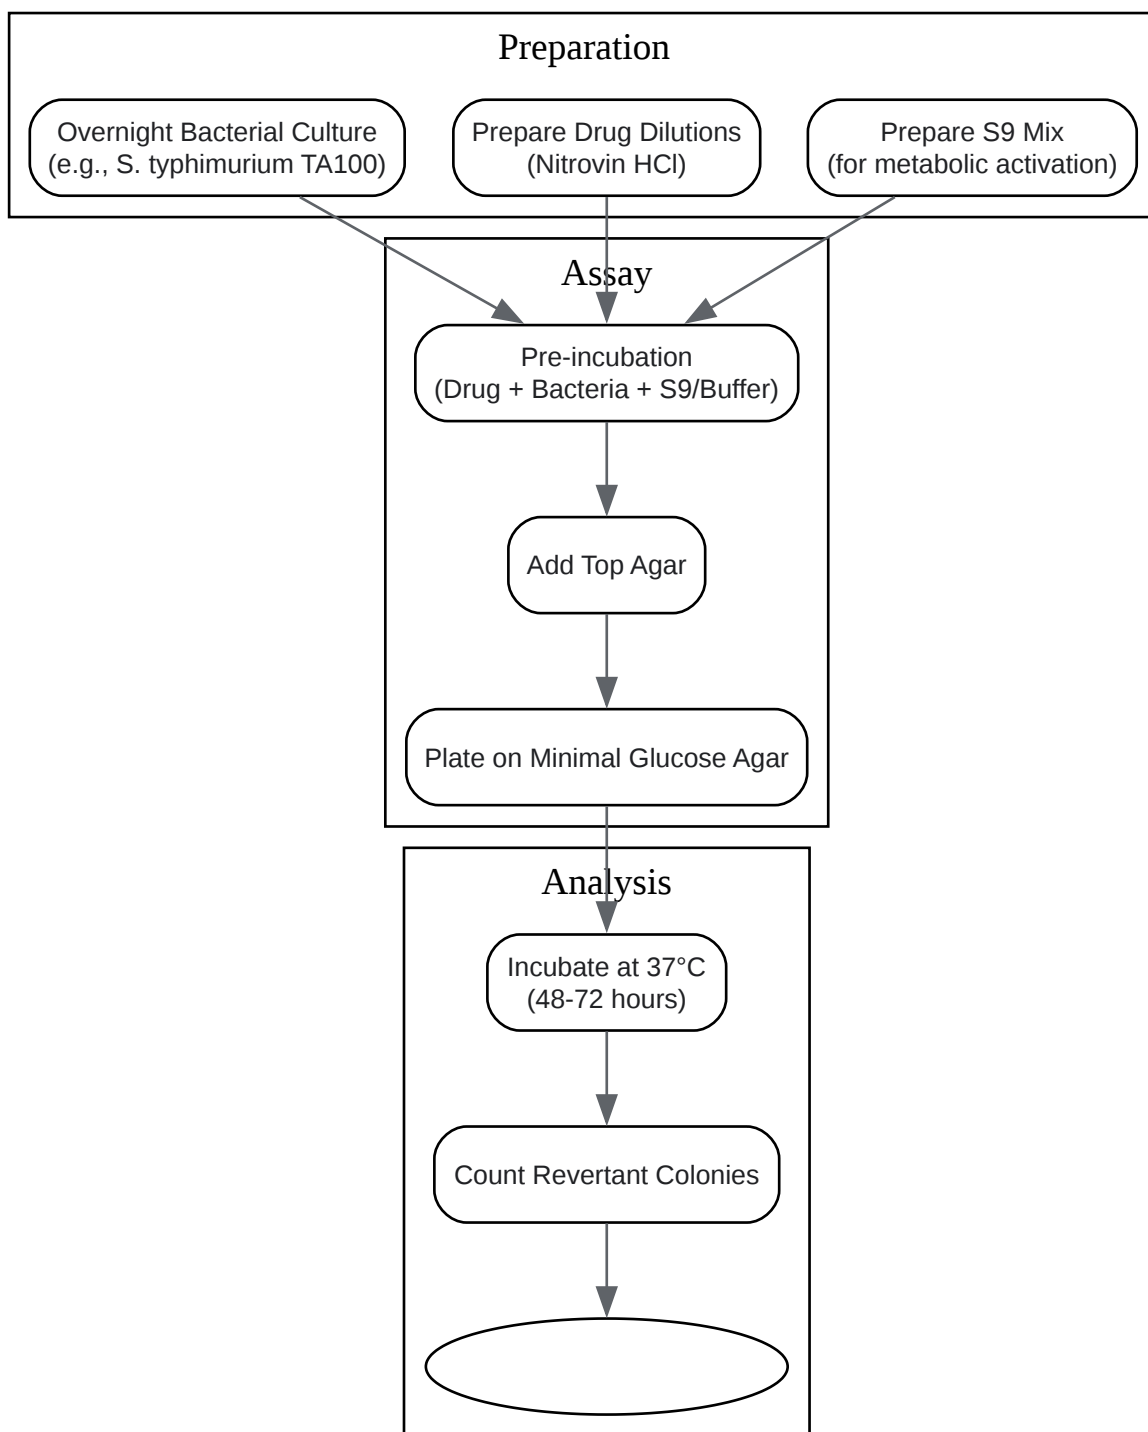 Preparation
Overnight Bacterial Culture
(e.g., S. typhimurium TA100)
Prepare Drug Dilutions
(Nitrovin HCl)
Prepare S9 Mix
(for metabolic activation)
Assay
Pre-incubation
(Drug + Bacteria + S9/Buffer)
Add Top Agar
Plate on Minimal Glucose Agar
Analysis
Incubate at 37°C
(48-72 hours)
Count Revertant Colonies